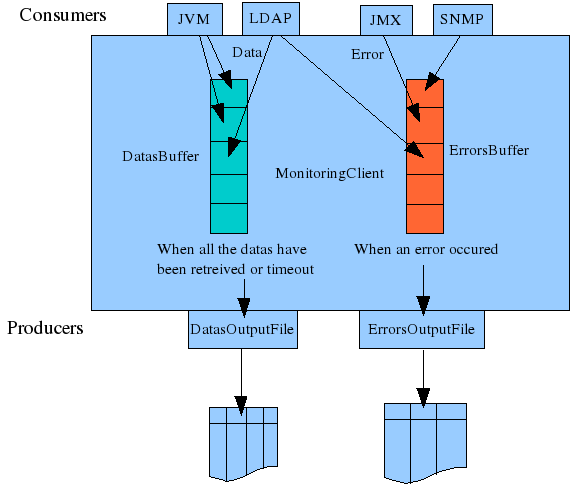 Consumers
JVM
LDAP
JMX
SNMP
Data
Error
DatasBuffer
ErrorsBuffer
MonitoringClient
When all the datas have
been retreived or timeout
When an error occured
Producers
DatasOutputFile
ErrorsOutputFile